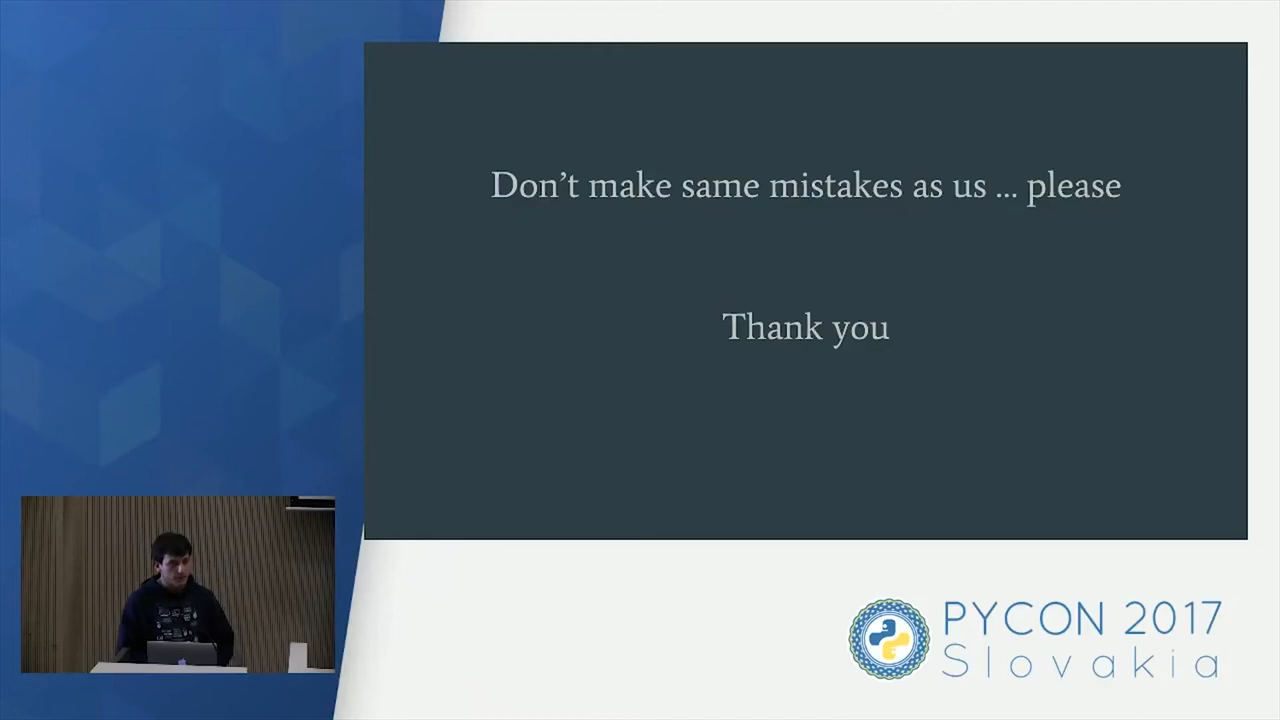 Don’t make same mistakes as us ... please
Thank you
PYCON 2017
Slovakia